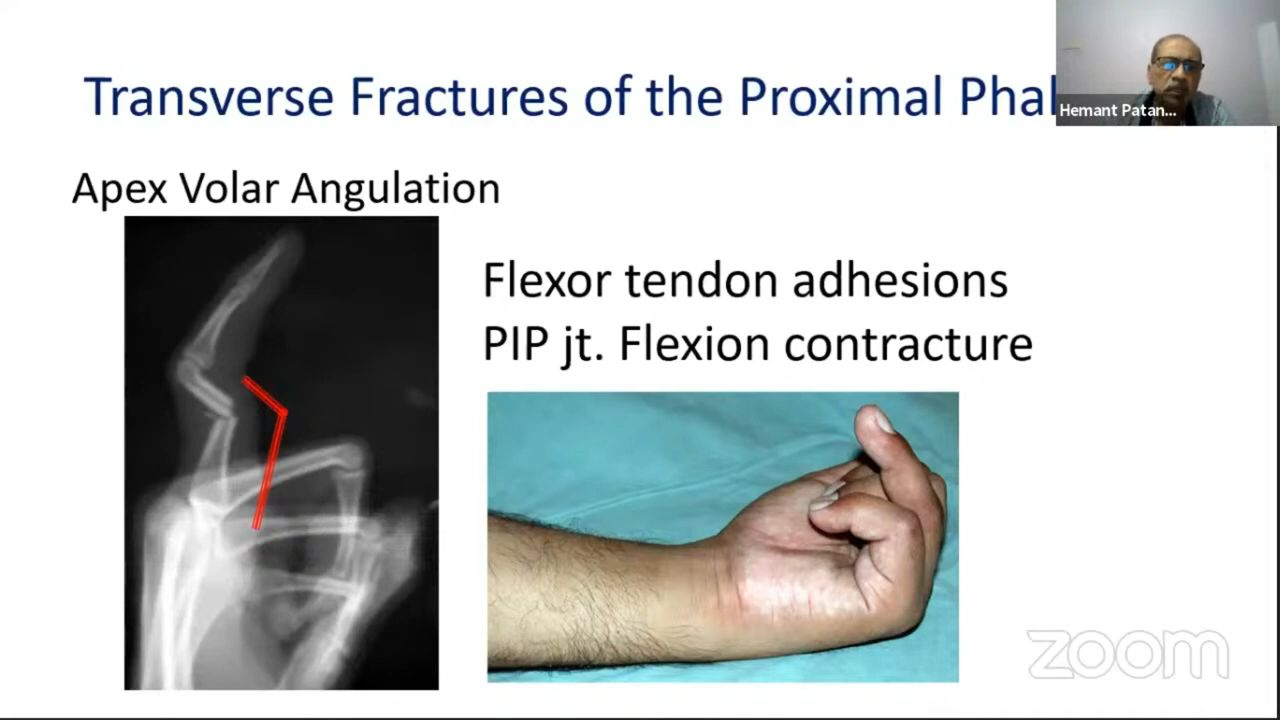 Transverse Fractures of the Proximal Phal
Hemant Patan...
Apex Volar Angulation
Flexor tendon adhesions
PIP jt. Flexion contracture
zoom